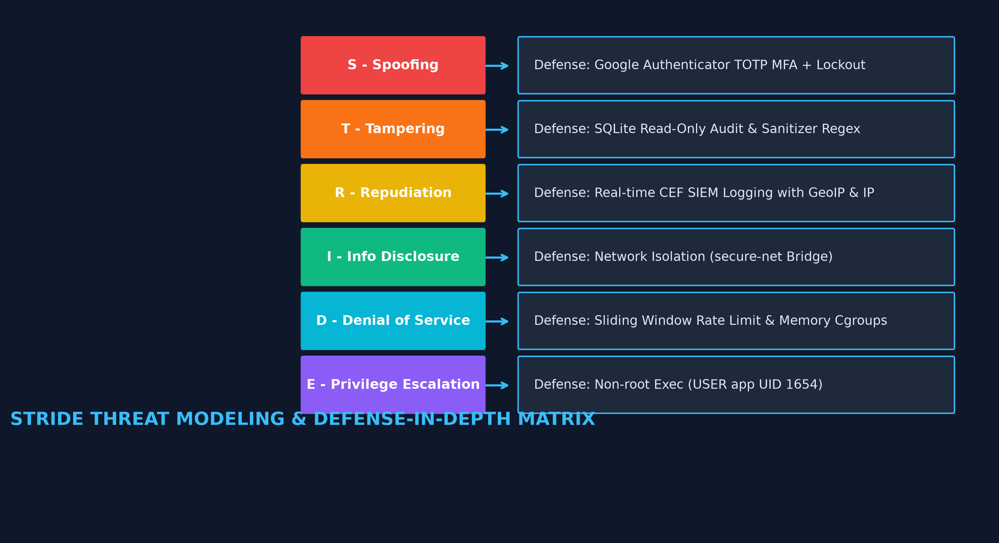 S - Spoofing
Defense: Google Authenticator TOTP MFA + Lockout
T - Tampering
Defense: SQLite Read-Only Audit & Sanitizer Regex
R - Repudiation
Defense: Real-time CEF SIEM Logging with GeoIP & IP
I - Info Disclosure
Defense: Network Isolation (secure-net Bridge)
D - Denial of Service
Defense: Sliding Window Rate Limit & Memory Cgroups
E - Privilege Escalation
Defense: Non-root Exec (USER app UID 1654)
STRIDE THREAT MODELING & DEFENSE-IN-DEPTH MATRIX